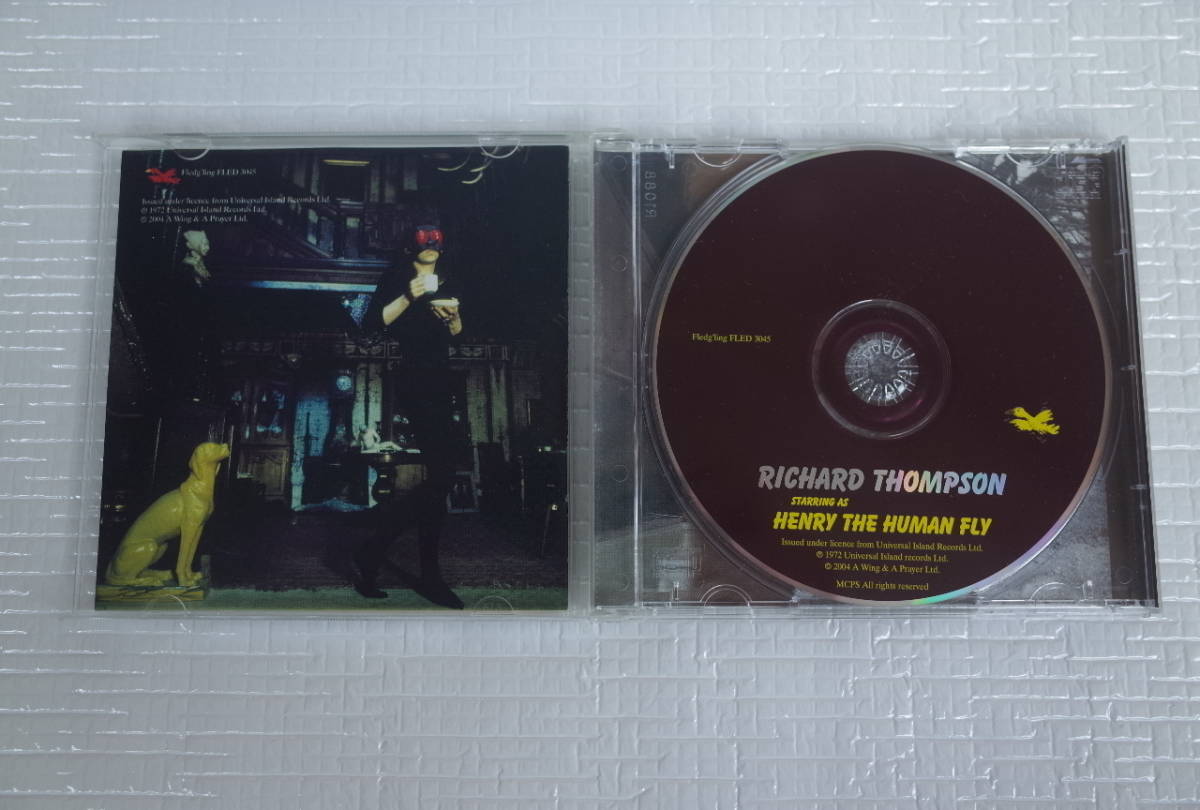 Fledg'ling FLED 3045
Issued under licence from Universal Island Records Ltd.
℗ 1972 Universal Island Records Ltd.
© 2004 A Wing & A Prayer Ltd.
Fledg'ling FLED 3045
RICHARD THOMPSON
STARRING AS
HENRY THE HUMAN FLY
Issued under licence from Universal Island Records Ltd.
℗ 1972 Universal Island records Ltd.
© 2004 A Wing & A Prayer Ltd.
MCPS All rights reserved